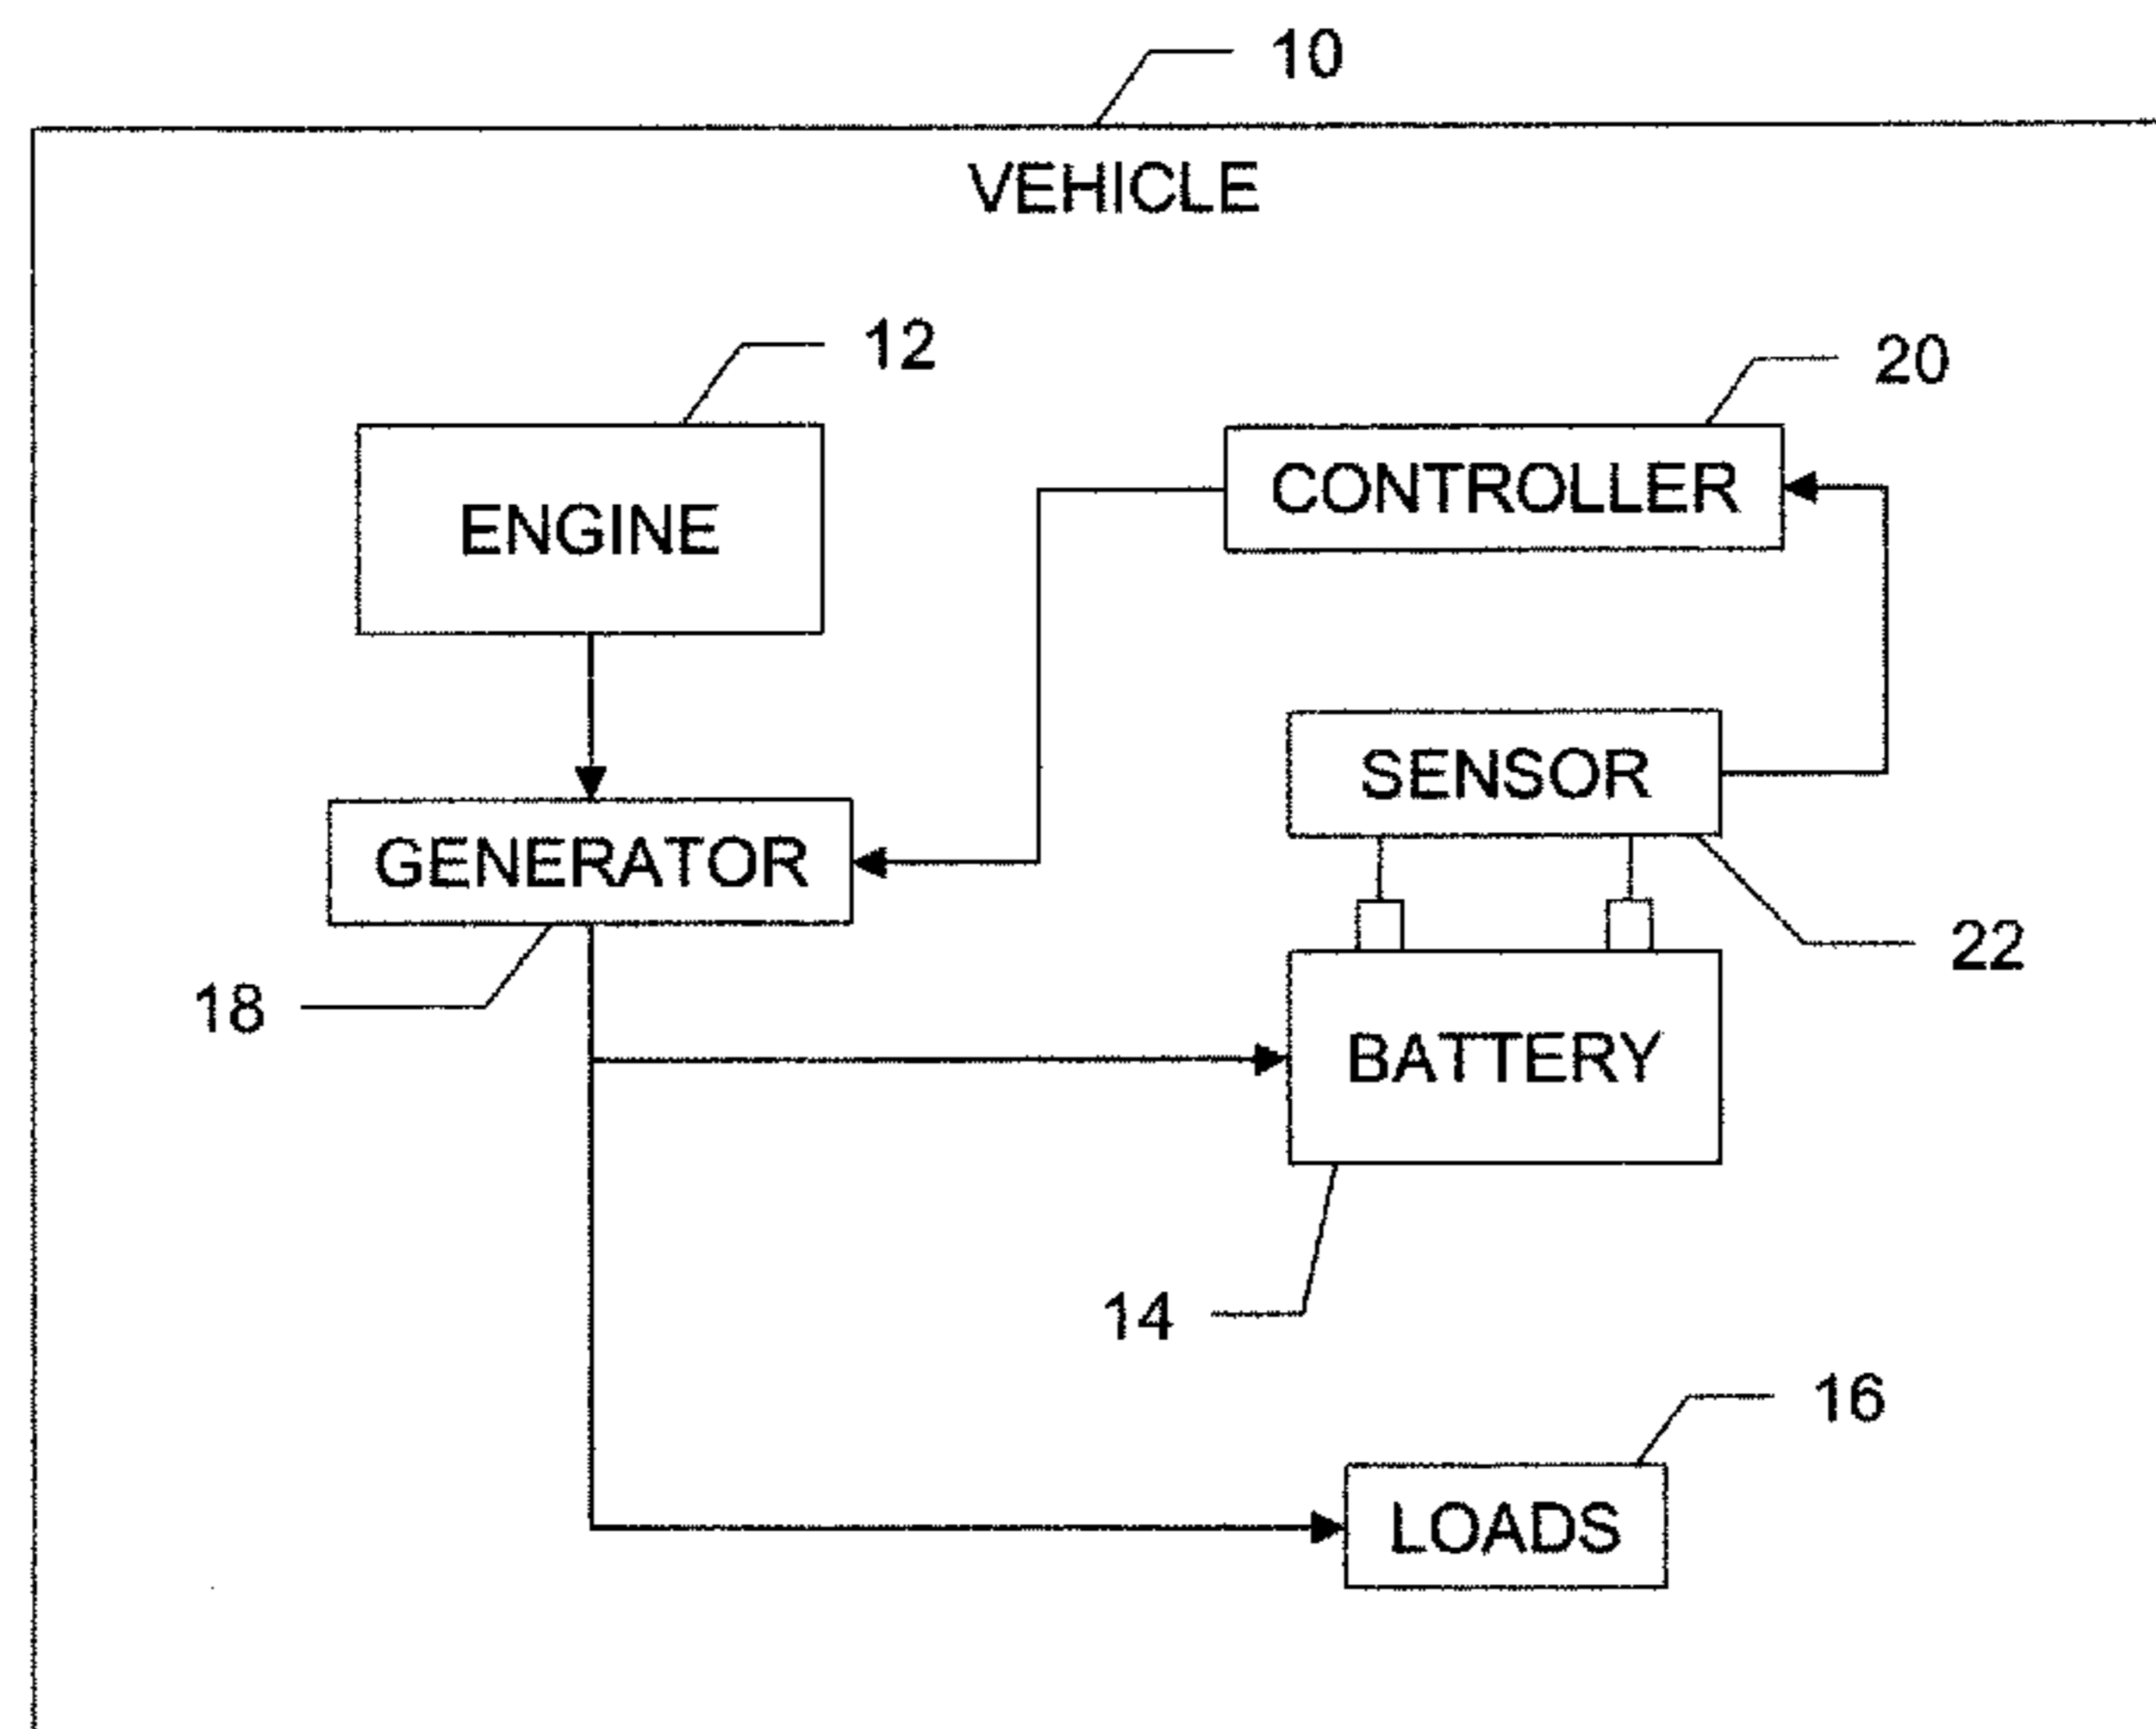 10
VEHICLE
12
20
ENGINE
CONTROLLER
SENSOR
GENERATOR
22
18
BATTERY
14
16
LOADS